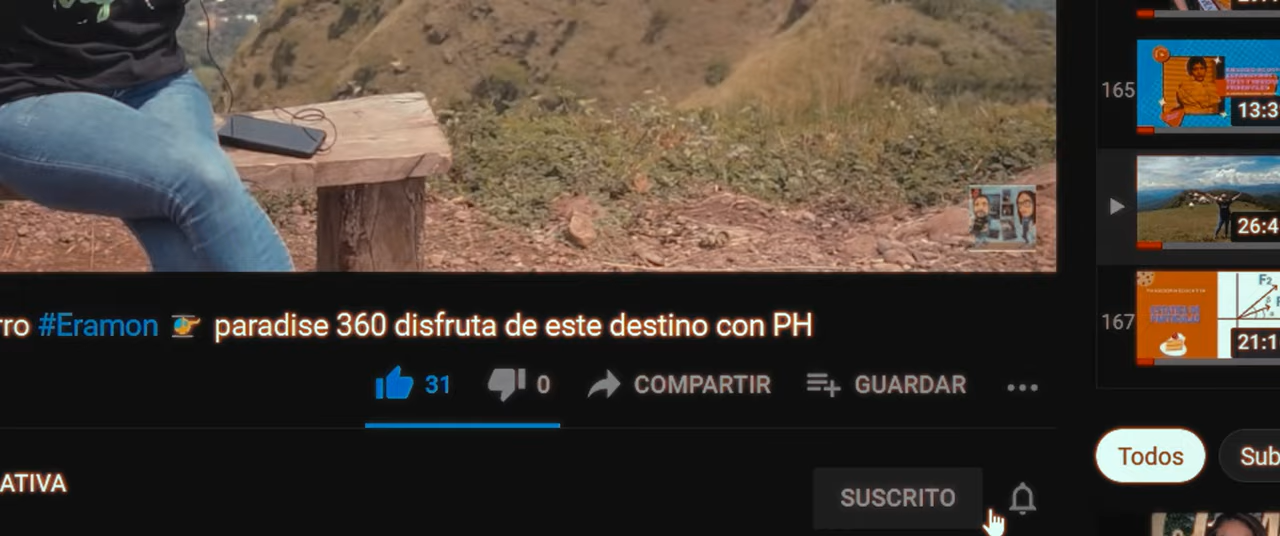 165
13:3
26:4
rro #Eramon paradise 360 disfruta de este destino con PH
F2
167
21:1
31 0 COMPARTIR GUARDAR
Todos Sub
ATIVA
SUSCRITO